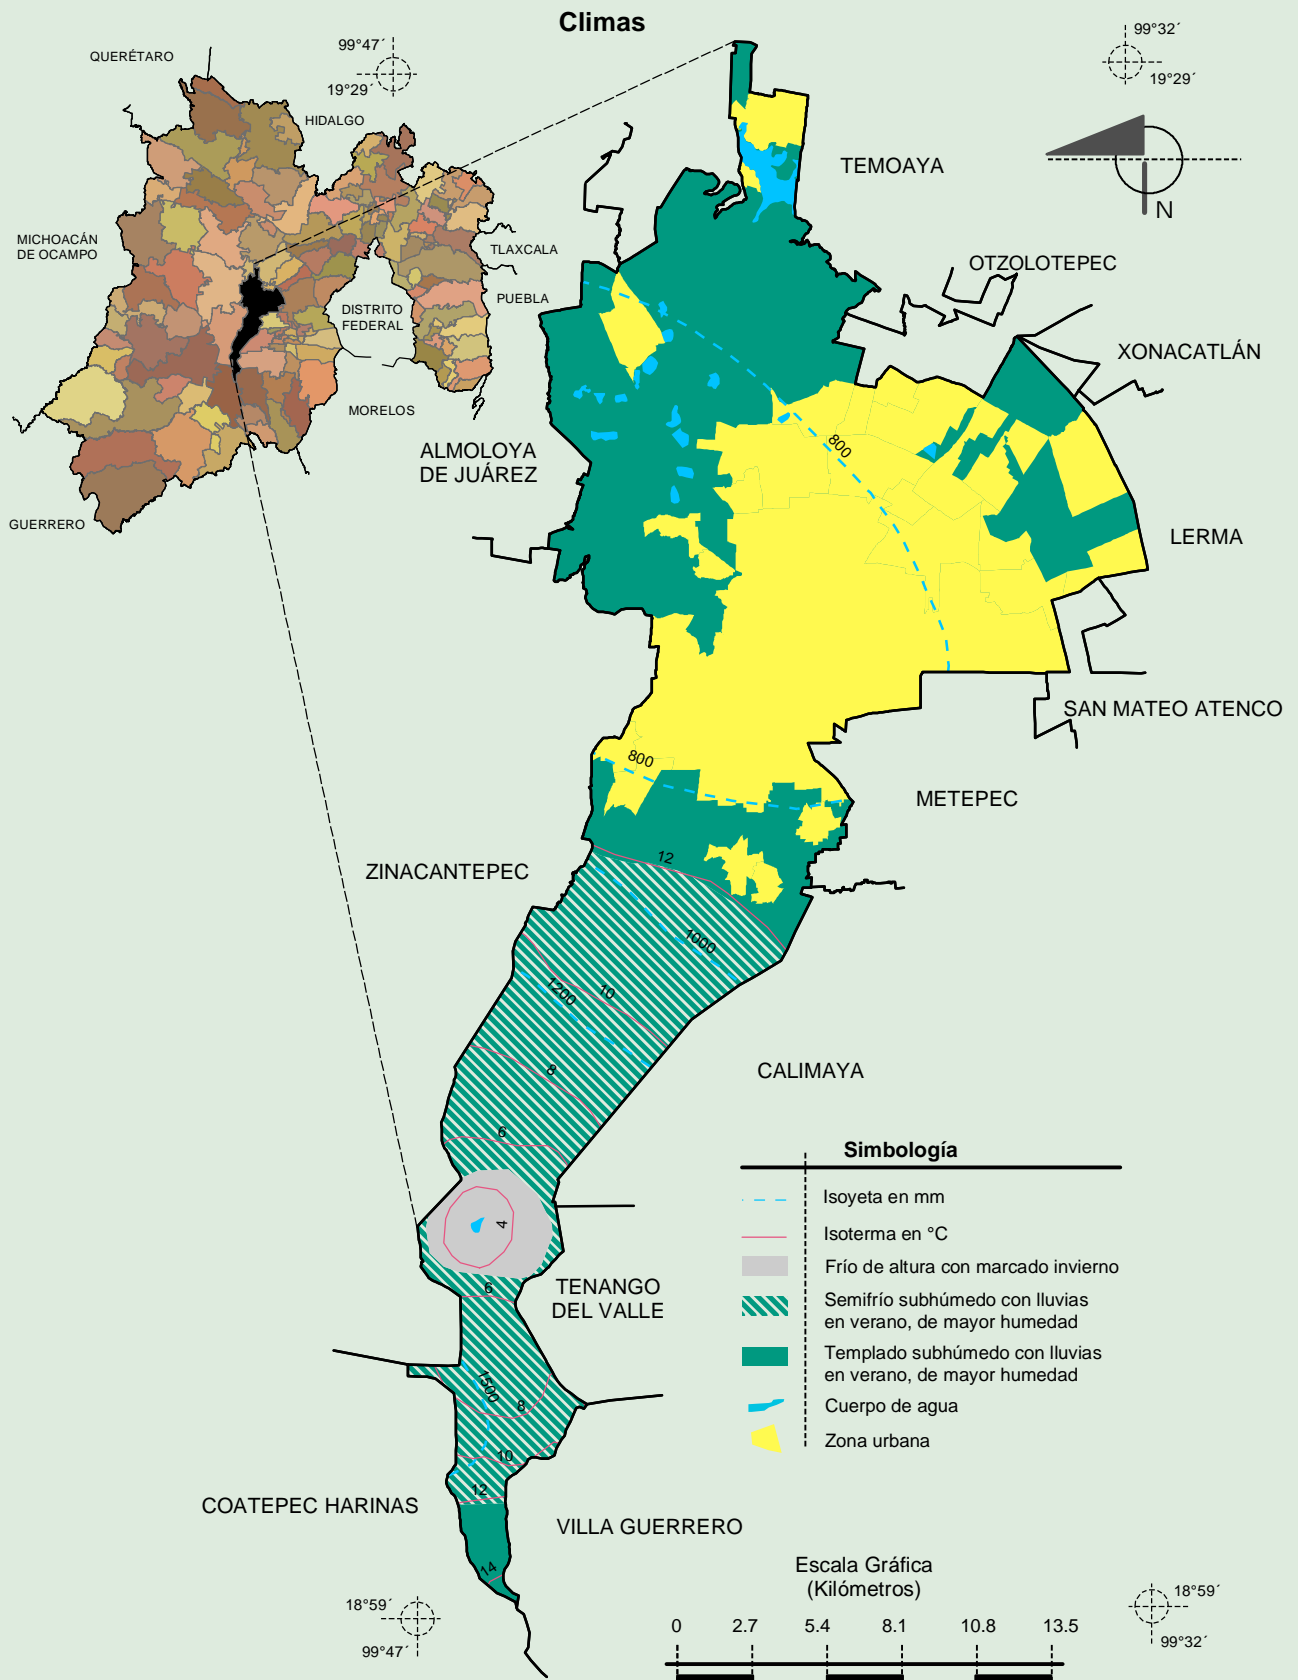 Climas
99°47´
19°29´
99°32´
19°29´
QUERÉTARO
HIDALGO
MICHOACÁN
DE OCAMPO
TLAXCALA
PUEBLA
DISTRITO
FEDERAL
MORELOS
GUERRERO
N
TEMOAYA
OTZOLOTEPEC
XONACATLÁN
ALMOLOYA
DE JUÁREZ
800
LERMA
SAN MATEO ATENCO
800
METEPEC
12
ZINACANTEPEC
1000
10
1200
8
CALIMAYA
6
4
6
TENANGO
DEL VALLE
1500
8
10
12
COATEPEC HARINAS
VILLA GUERRERO
14
Simbología
Isoyeta en mm
Isoterma en °C
Frío de altura con marcado invierno
Semifrío subhúmedo con lluvias
en verano, de mayor humedad
Templado subhúmedo con lluvias
en verano, de mayor humedad
Cuerpo de agua
Zona urbana
Escala Gráfica
(Kilómetros)
0 2.7 5.4 8.1 10.8 13.5
18°59´
99°47´
18°59´
99°32´